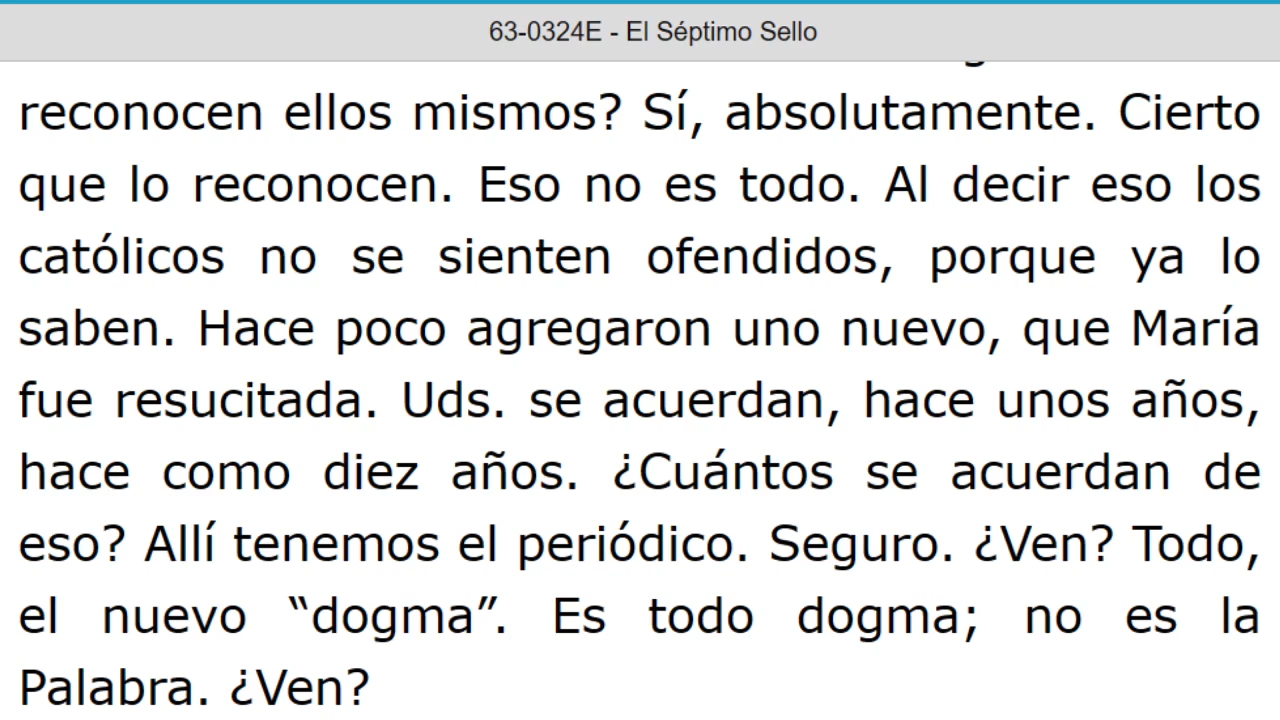 63-0324E - El Séptimo Sello
reconocen ellos mismos? Sí, absolutamente. Cierto
que lo reconocen. Eso no es todo. Al decir eso los
católicos no se sienten ofendidos, porque ya lo
saben. Hace poco agregaron uno nuevo, que María
fue resucitada. Uds. se acuerdan, hace unos años,
hace como diez años. ¿Cuántos se acuerdan de
eso? Allí tenemos el periódico. Seguro. ¿Ven? Todo,
el nuevo “dogma”. Es todo dogma; no es la
Palabra. ¿Ven?